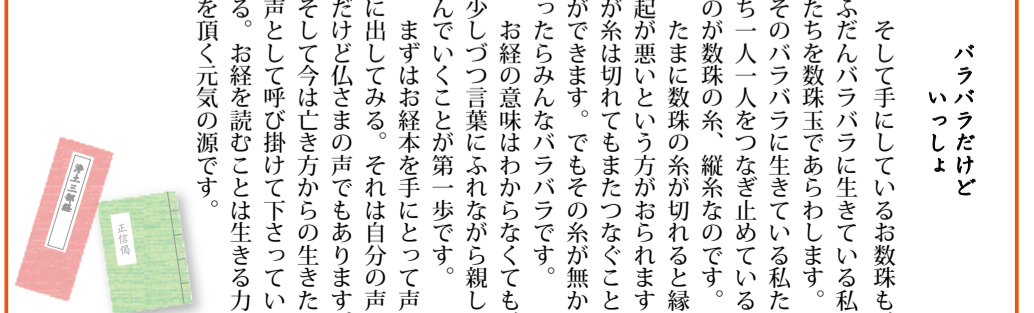 バラバラだけど
いっしょ
そして手にしているお数珠も、
ふだんバラバラに生きている私
たちを数珠玉であらわします。
そのバラバラに生きている私た
ち一人一人をつなぎ止めている
のが数珠の糸、縦糸なのです。
たまに数珠の糸が切れると縁
起が悪いという方がおられます
が糸は切れてもまたつなぐこと
ができます。でもその糸が無か
ったらみんなバラバラです。
お経の意味はわからなくても、
少しづつ言葉にふれながら親し
んでいくことが第一歩です。
まずはお経本を手にとって声
に出してみる。それは自分の声
だけど仏さまの声でもあります。
そして今は亡き方からの生きた
声として呼び掛けて下さってい
る。お経を読むことは生きる力
を頂く元気の源です。
浄土三部経
正信偈